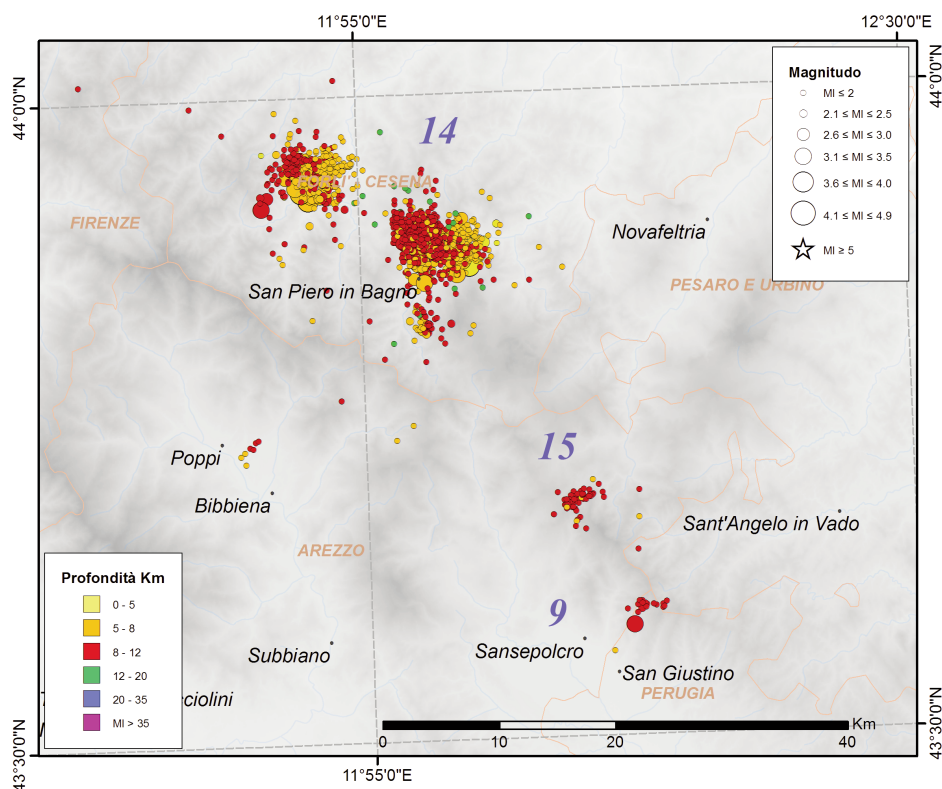 11°55'0"E
12°30'0"E
44°0'0"N
44°0'0"N
Magnitudo
Ml ≤ 2
2.1 ≤ Ml ≤ 2.5
2.6 ≤ Ml ≤ 3.0
3.1 ≤ Ml ≤ 3.5
3.6 ≤ Ml ≤ 4.0
4.1 ≤ Ml ≤ 4.9
Ml ≥ 5
14
CESENA
FIRENZE
Novafeltria
PESARO E URBINO
San Piero in Bagno
15
Poppi
Bibbiena
Sant'Angelo in Vado
AREZZO
Profondità Km
0 - 5
5 - 8
8 - 12
12 - 20
20 - 35
Ml > 35
9
Subbiano
Sansepolcro
San Giustino
PERUGIA
cciolini
Km
0
10
20
40
43°30'0"N
43°30'0"N
11°55'0"E